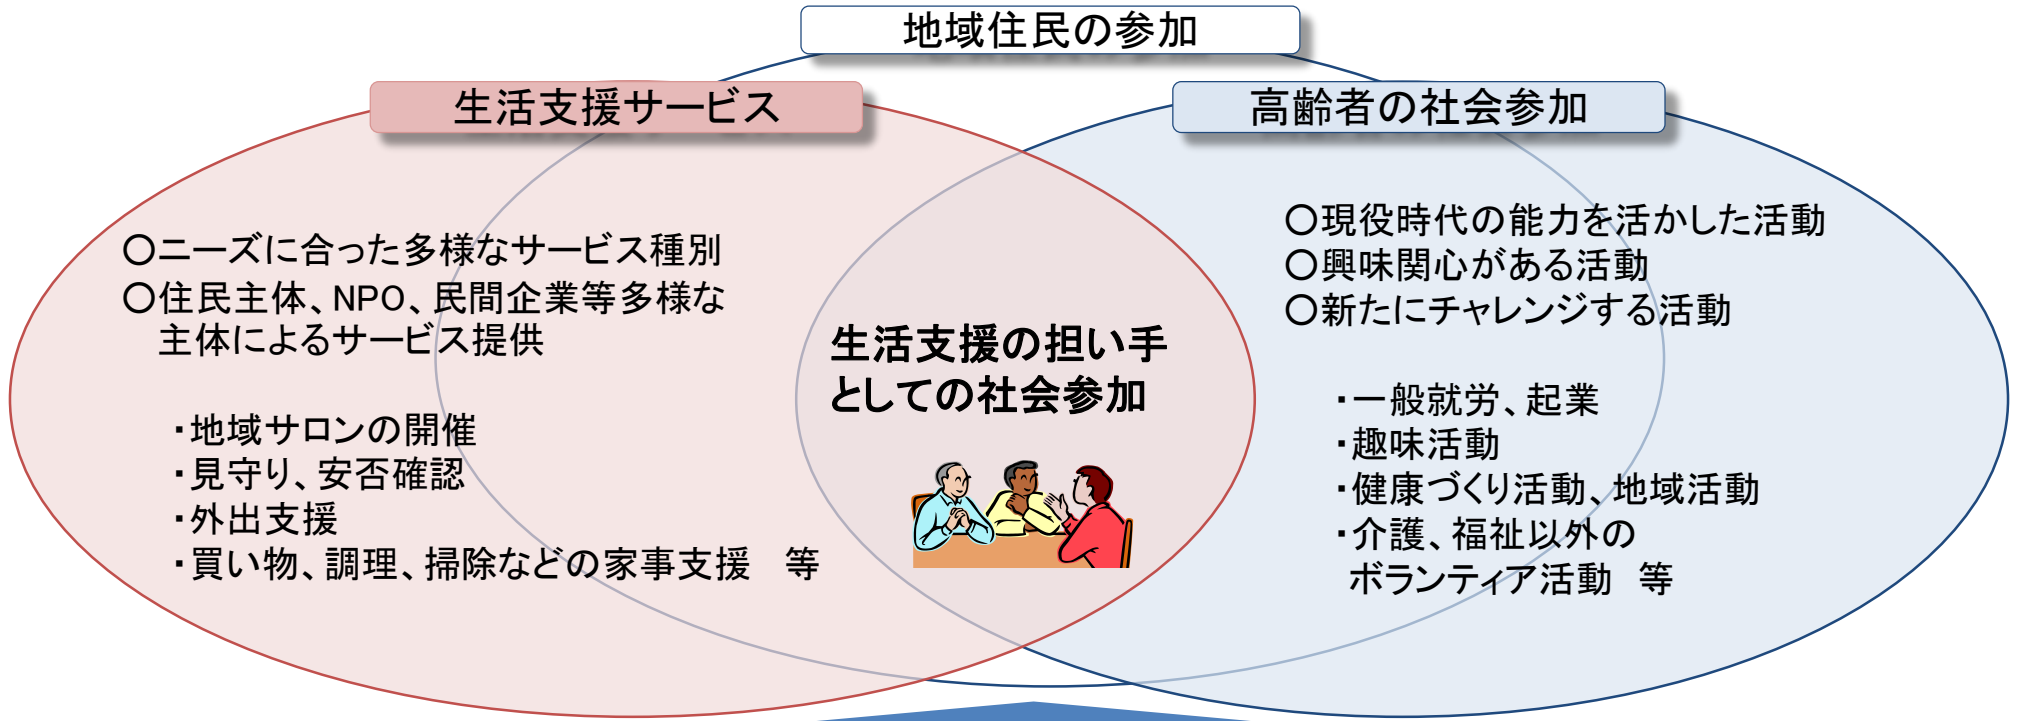 地域住民の参加
生活支援サービス
高齢者の社会参加
〇ニーズに合った多様なサービス種別
〇住民主体、NPO、民間企業等多様な
主体によるサービス提供
・地域サロンの開催
・見守り、安否確認
・外出支援
・買い物、調理、掃除などの家事支援　等
生活支援の担い手
としての社会参加
〇現役時代の能力を活かした活動
〇興味関心がある活動
〇新たにチャレンジする活動
・一般就労、起業
・趣味活動
・健康づくり活動、地域活動
・介護、福祉以外の
ボランティア活動　等